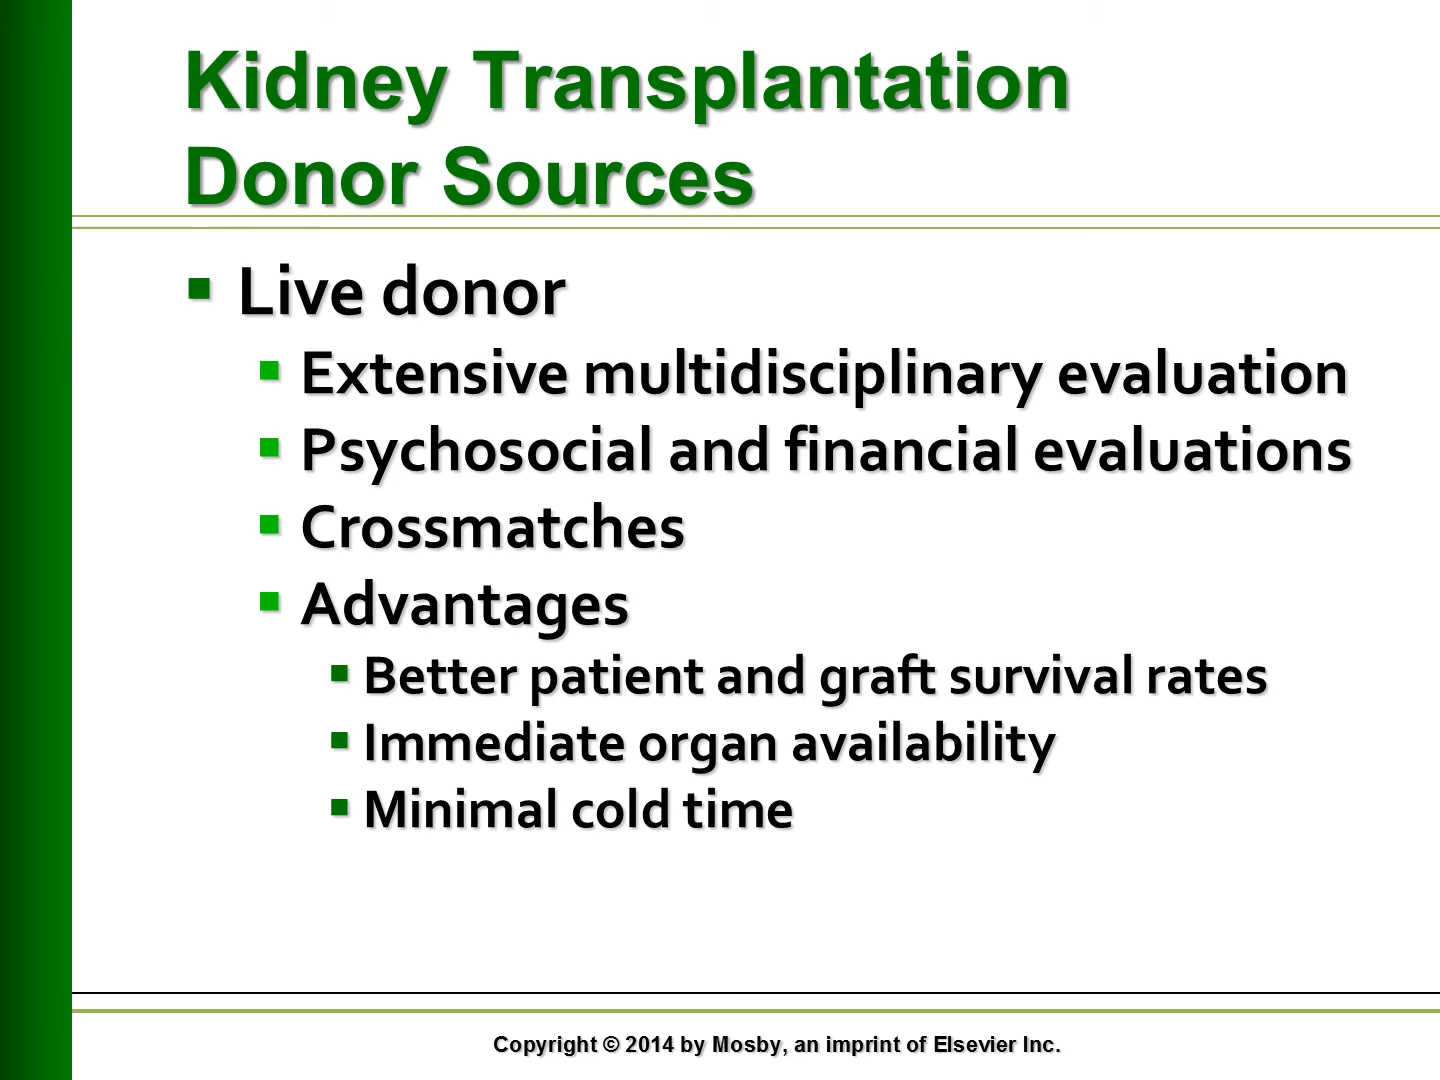 Kidney Transplantation
Donor Sources
Live donor
Extensive multidisciplinary evaluation
Psychosocial and financial evaluations
Crossmatches
Advantages
Better patient and graft survival rates
Immediate organ availability
Minimal cold time
Copyright © 2014 by Mosby, an imprint of Elsevier Inc.